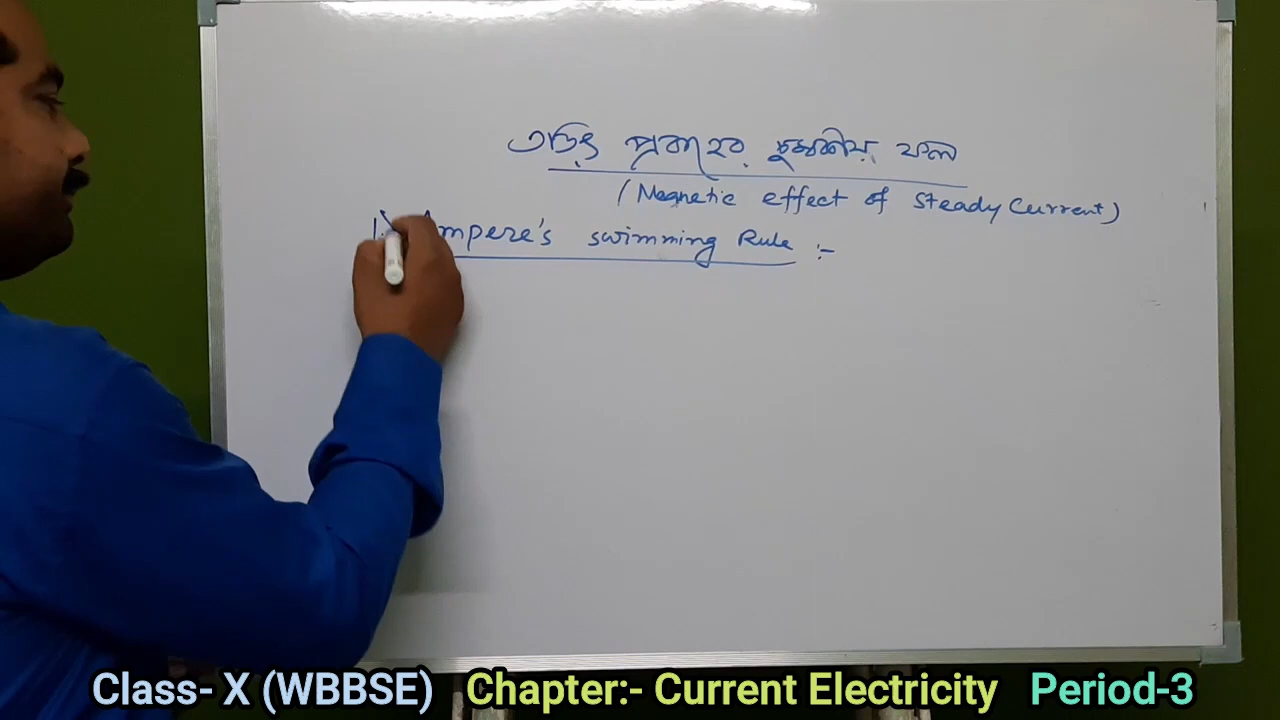 তড়িৎ প্রবাহের চুম্বকীয় ফল
(Magnetic effect of Steady Current)
1) Ampere's swimming Rule :-
Class- X (WBBSE) Chapter:- Current Electricity Period-3